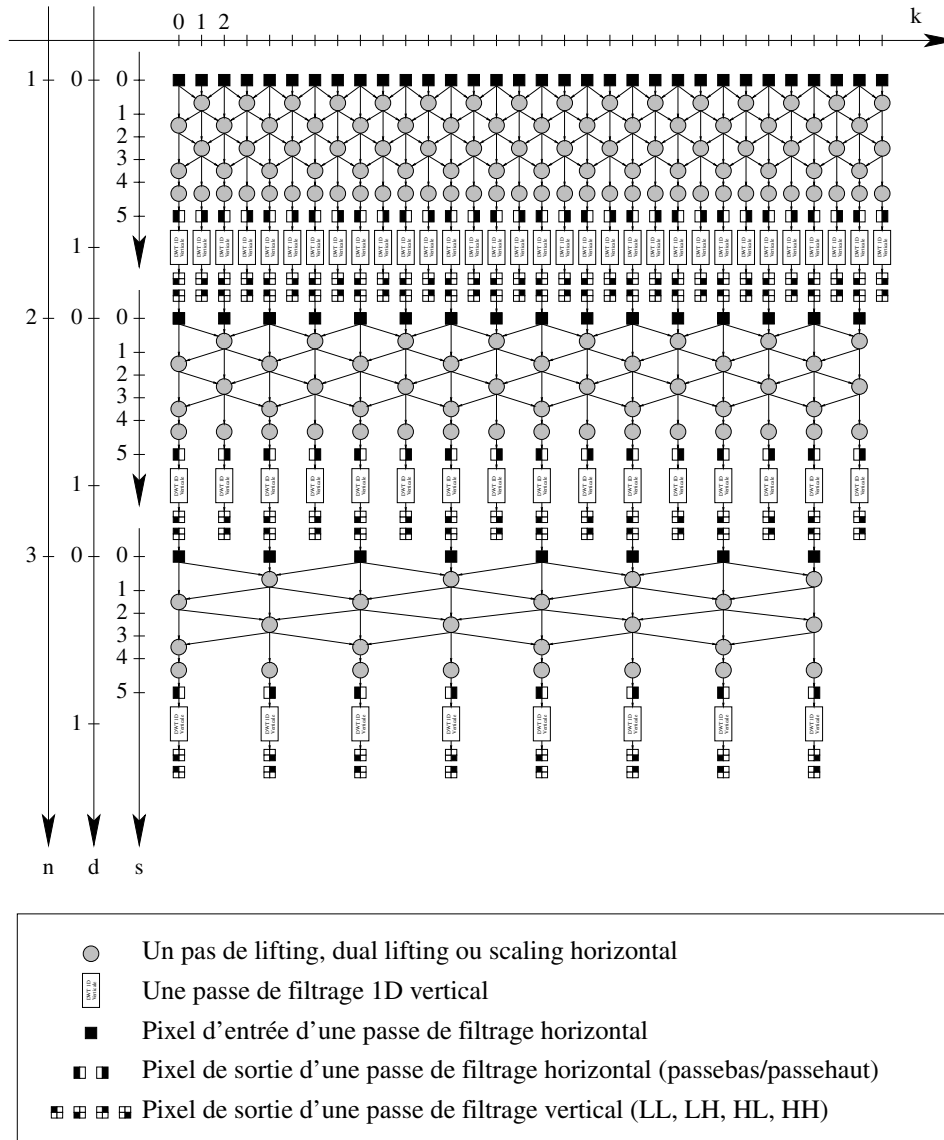 0 1 2 k
1 0 0
1
2
3
4
5
1
2 0 0
1
2
3
4
5
1
3 0 0
1
2
3
4
5
1
n d s
DWT 1D
Verticale
Un pas de lifting, dual lifting ou scaling horizontal
Une passe de filtrage 1D vertical
Pixel d'entrée d'une passe de filtrage horizontal
Pixel de sortie d'une passe de filtrage horizontal (passebas/passehaut)
Pixel de sortie d'une passe de filtrage vertical (LL, LH, HL, HH)